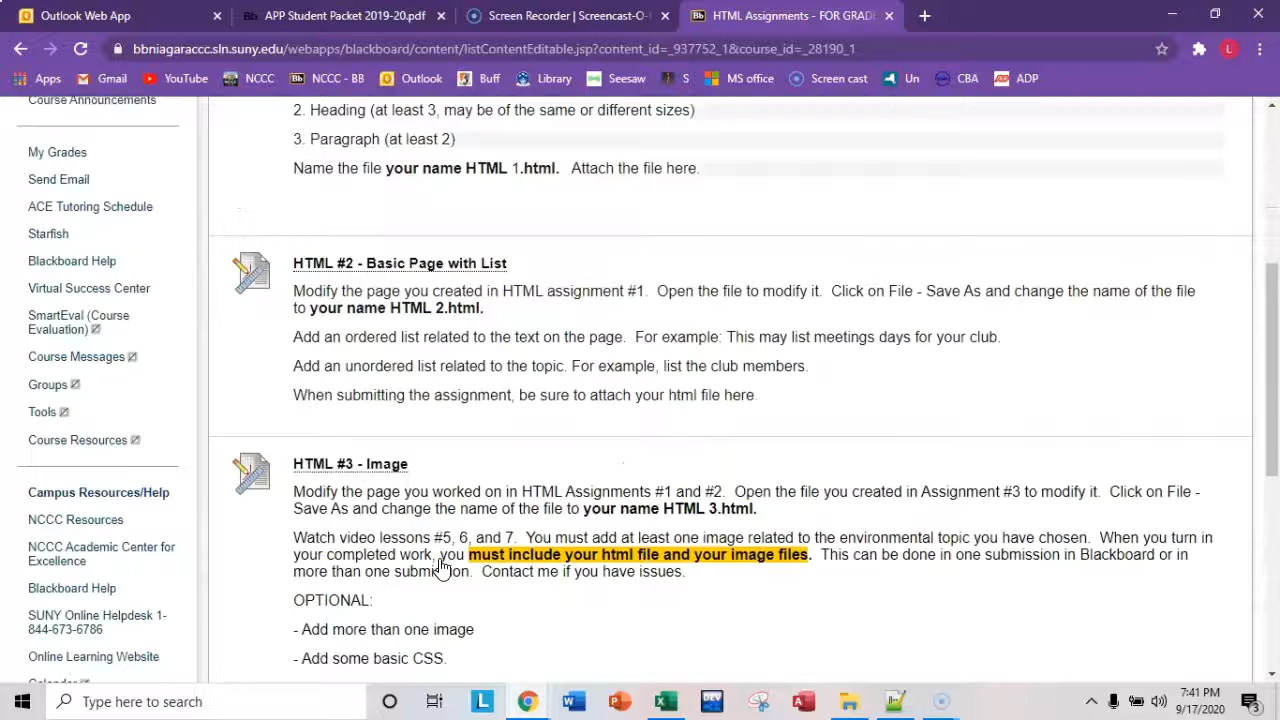 Outlook Web App
APP Student Packet 2019-20.pdf
Screen Recorder | Screencast-O-
HTML Assignments - FOR GRADE
bbniagaraccc.sln.suny.edu/webapps/blackboard/content/listContentEditable.jsp?content_id=_937752_1&course_id=_28190_1
Apps
Gmail
YouTube
NCCC
NCCC - BB
Outlook
Buff
Library
Seesaw
S
MS office
Screen cast
Un
CBA
ADP
Course Announcements
My Grades
Send Email
ACE Tutoring Schedule
Starfish
Blackboard Help
Virtual Success Center
SmartEval (Course
Evaluation)
Course Messages
Groups
Tools
Course Resources
Campus Resources/Help
NCCC Resources
NCCC Academic Center for
Excellence
Blackboard Help
SUNY Online Helpdesk 1-
844-673-6786
Online Learning Website
Calendar
2. Heading (at least 3, may be of the same or different sizes)
3. Paragraph (at least 2)
Name the file your name HTML 1.html. Attach the file here.
HTML #2 - Basic Page with List
Modify the page you created in HTML assignment #1. Open the file to modify it. Click on File - Save As and change the name of the file
to your name HTML 2.html.
Add an ordered list related to the text on the page. For example: This may list meetings days for your club.
Add an unordered list related to the topic. For example, list the club members.
When submitting the assignment, be sure to attach your html file here.
HTML #3 - Image
Modify the page you worked on in HTML Assignments #1 and #2. Open the file you created in Assignment #3 to modify it. Click on File -
Save As and change the name of the file to your name HTML 3.html.
Watch video lessons #5, 6, and 7. You must add at least one image related to the environmental topic you have chosen. When you turn in
your completed work, you must include your html file and your image files. This can be done in one submission in Blackboard or in
more than one submission. Contact me if you have issues.
OPTIONAL:
- Add more than one image
- Add some basic CSS.
Type here to search
7:41 PM
9/17/2020
3